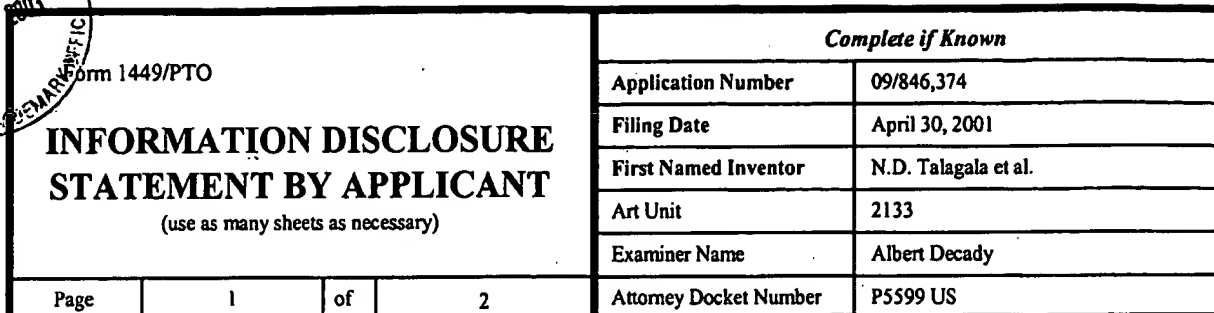 Form 1449/PTO
INFORMATION DISCLOSURE
STATEMENT BY APPLICANT
(use as many sheets as necessary)
Page 1 of 2
Complete if Known
Application Number 09/846,374
Filing Date April 30, 2001
First Named Inventor N.D. Talagala et al.
Art Unit 2133
Examiner Name Albert Decady
Attorney Docket Number P5599 US